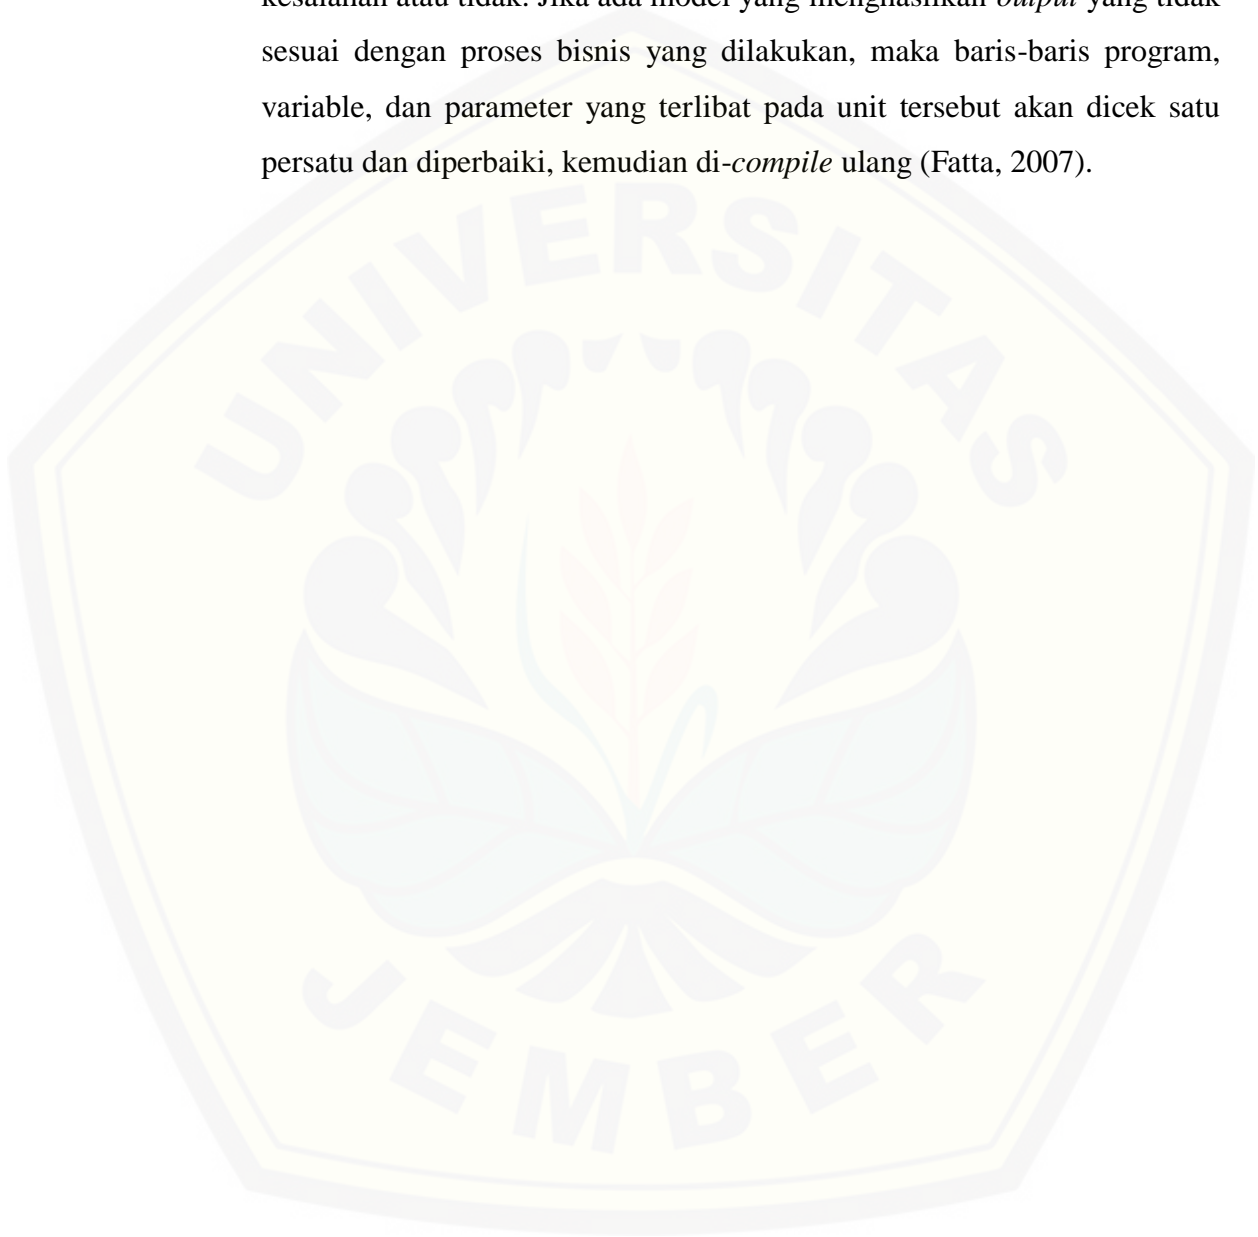 kesalahan atau tidak. Jika ada model yang menghasilkan output yang tidak
sesuai dengan proses bisnis yang dilakukan, maka baris-baris program,
variable, dan parameter yang terlibat pada unit tersebut akan dicek satu
persatu dan diperbaiki, kemudian di-compile ulang (Fatta, 2007).
UNIVERSITAS
JEMBER